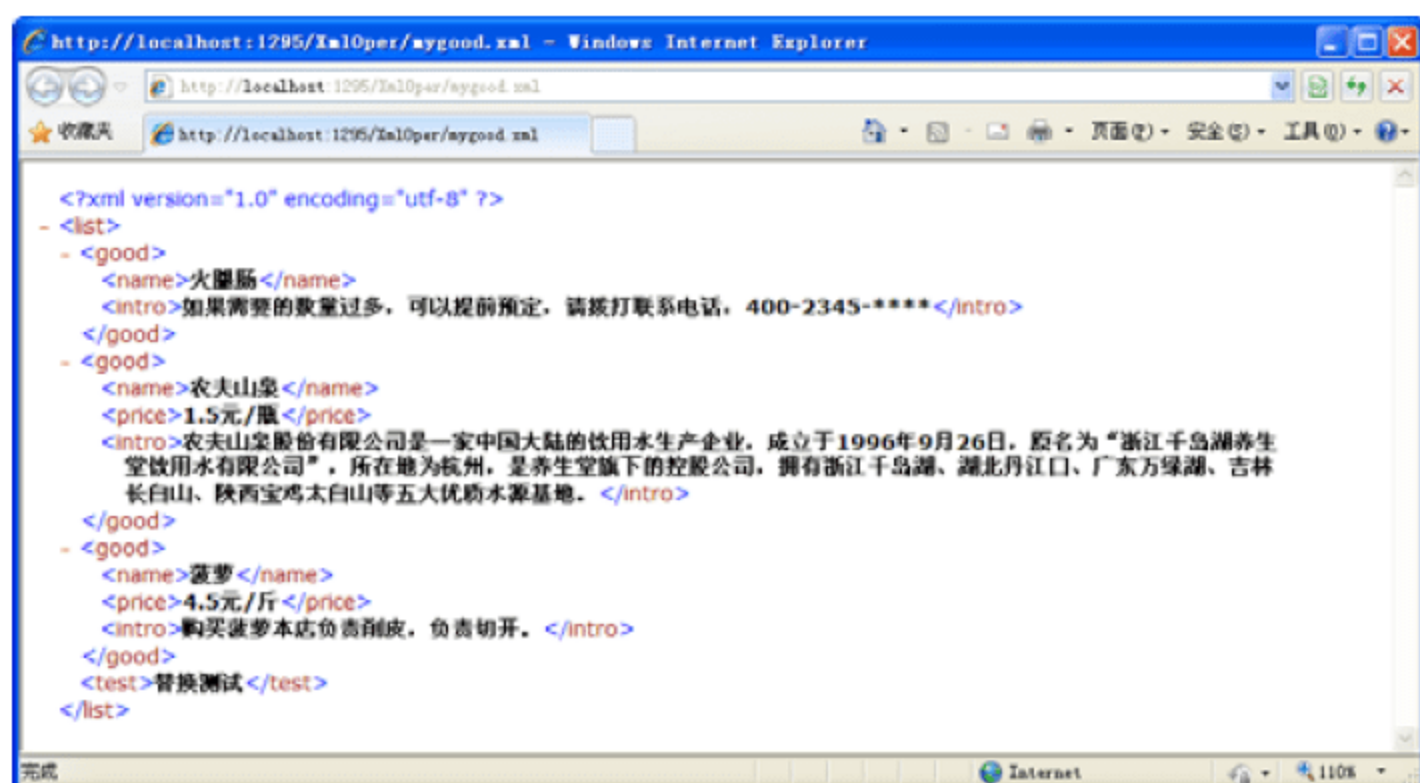 http://localhost:1295/XmlOper/mygood.xml - Windows Internet Explorer
http://localhost:1295/XmlOper/mygood.xml
收藏夹 http://localhost:1295/XmlOper/mygood.xml 页面(P) 安全(S) 工具(O)
<?xml version="1.0" encoding="utf-8" ?>
- <list>
- <good>
<name>火腿肠</name>
<intro>如果需要的数量过多，可以提前预定，请拨打联系电话，400-2345-****</intro>
</good>
- <good>
<name>农夫山泉</name>
<price>1.5元/瓶</price>
<intro>农夫山泉股份有限公司是一家中国大陆的饮用水生产企业，成立于1996年9月26日，原名为“浙江千岛湖养生
堂饮用水有限公司”，所在地为杭州，是养生堂旗下的控股公司，拥有浙江千岛湖、湖北丹江口、广东万绿湖、吉林
长白山、陕西宝鸡太白山等五大优质水源基地。</intro>
</good>
- <good>
<name>菠萝</name>
<price>4.5元/斤</price>
<intro>购买菠萝本店负责削皮，负责切开。</intro>
</good>
<test>替换测试</test>
</list>
完成 Internet 110%